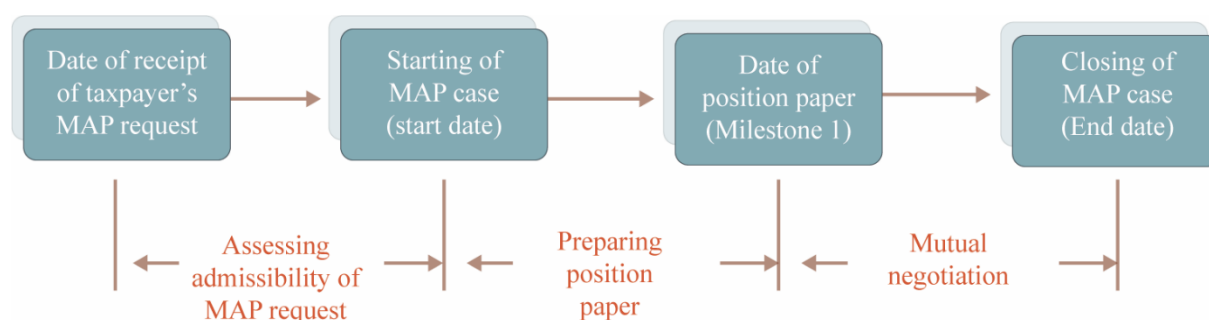 Date of receipt
of taxpayer's
MAP request
Starting of
MAP case
(start date)
Date of
position paper
(Milestone 1)
Closing of
MAP case
(End date)
Assessing
admissibility of
MAP request
Preparing
position
paper
Mutual
negotiation